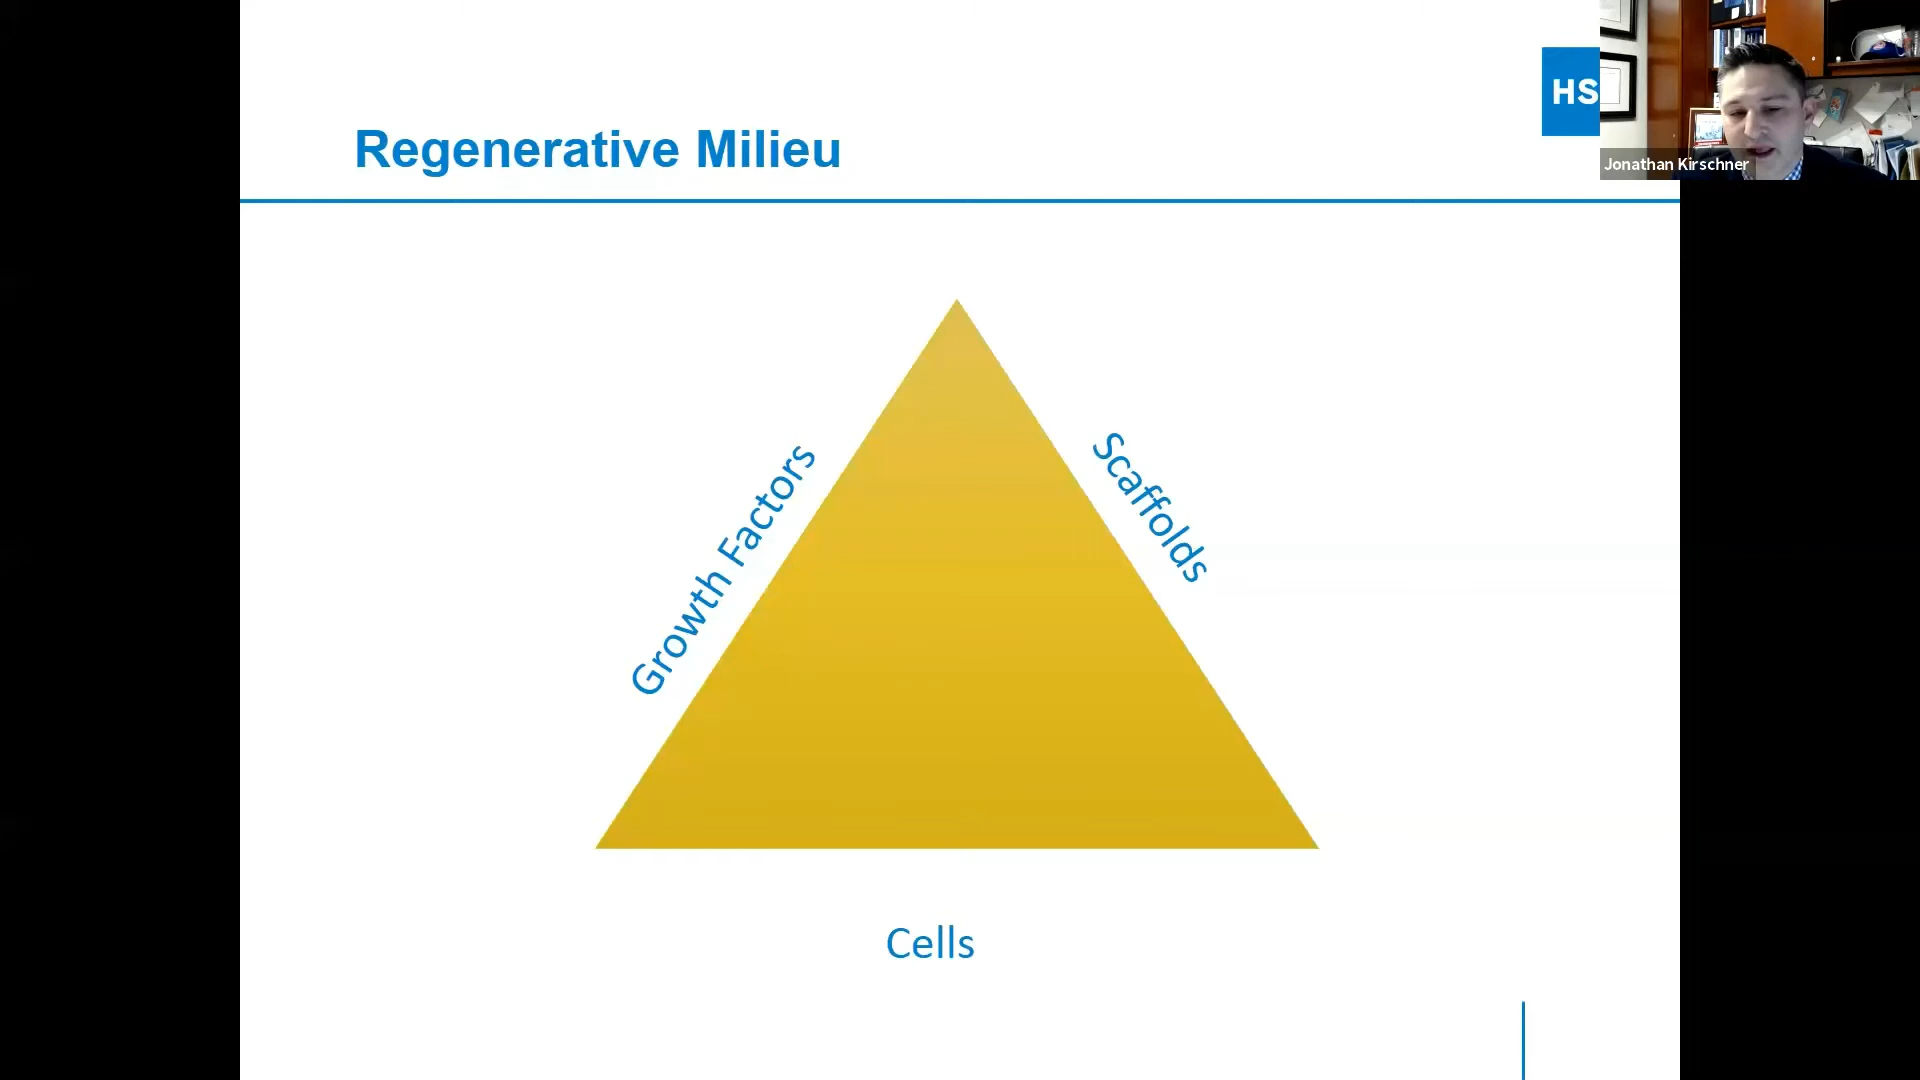 Regenerative Milieu
HS
Jonathan Kirschner
Growth Factors
Scaffolds
Cells